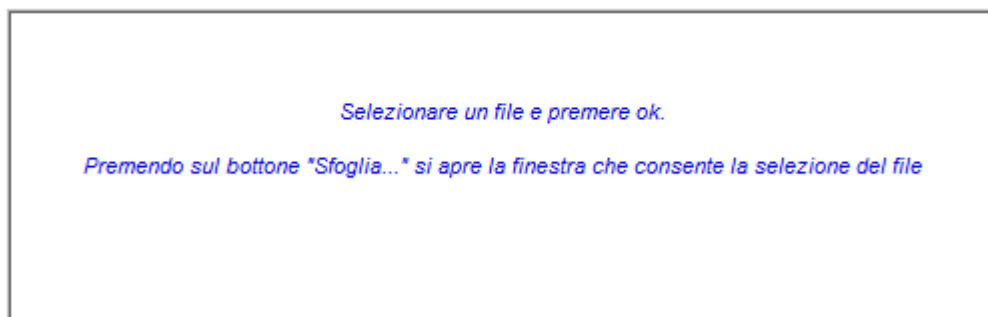 Selezionare un file e premere ok.
Premendo sul bottone "Sfoglia..." si apre la finestra che consente la selezione del file